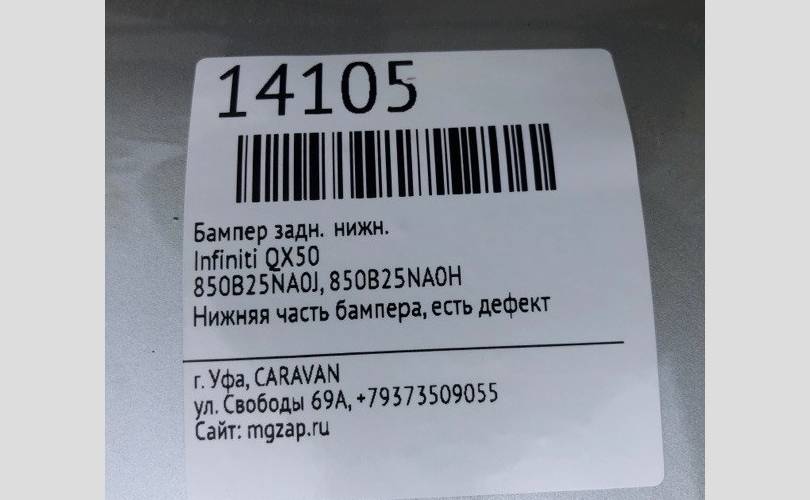 14105
Бампер задн. нижн.
Infiniti QX50
850B25NA0J, 850B25NA0H
Нижняя часть бампера, есть дефект
г. Уфа, CARAVAN
ул. Свободы 69А, +79373509055
Сайт: mgzap.ru